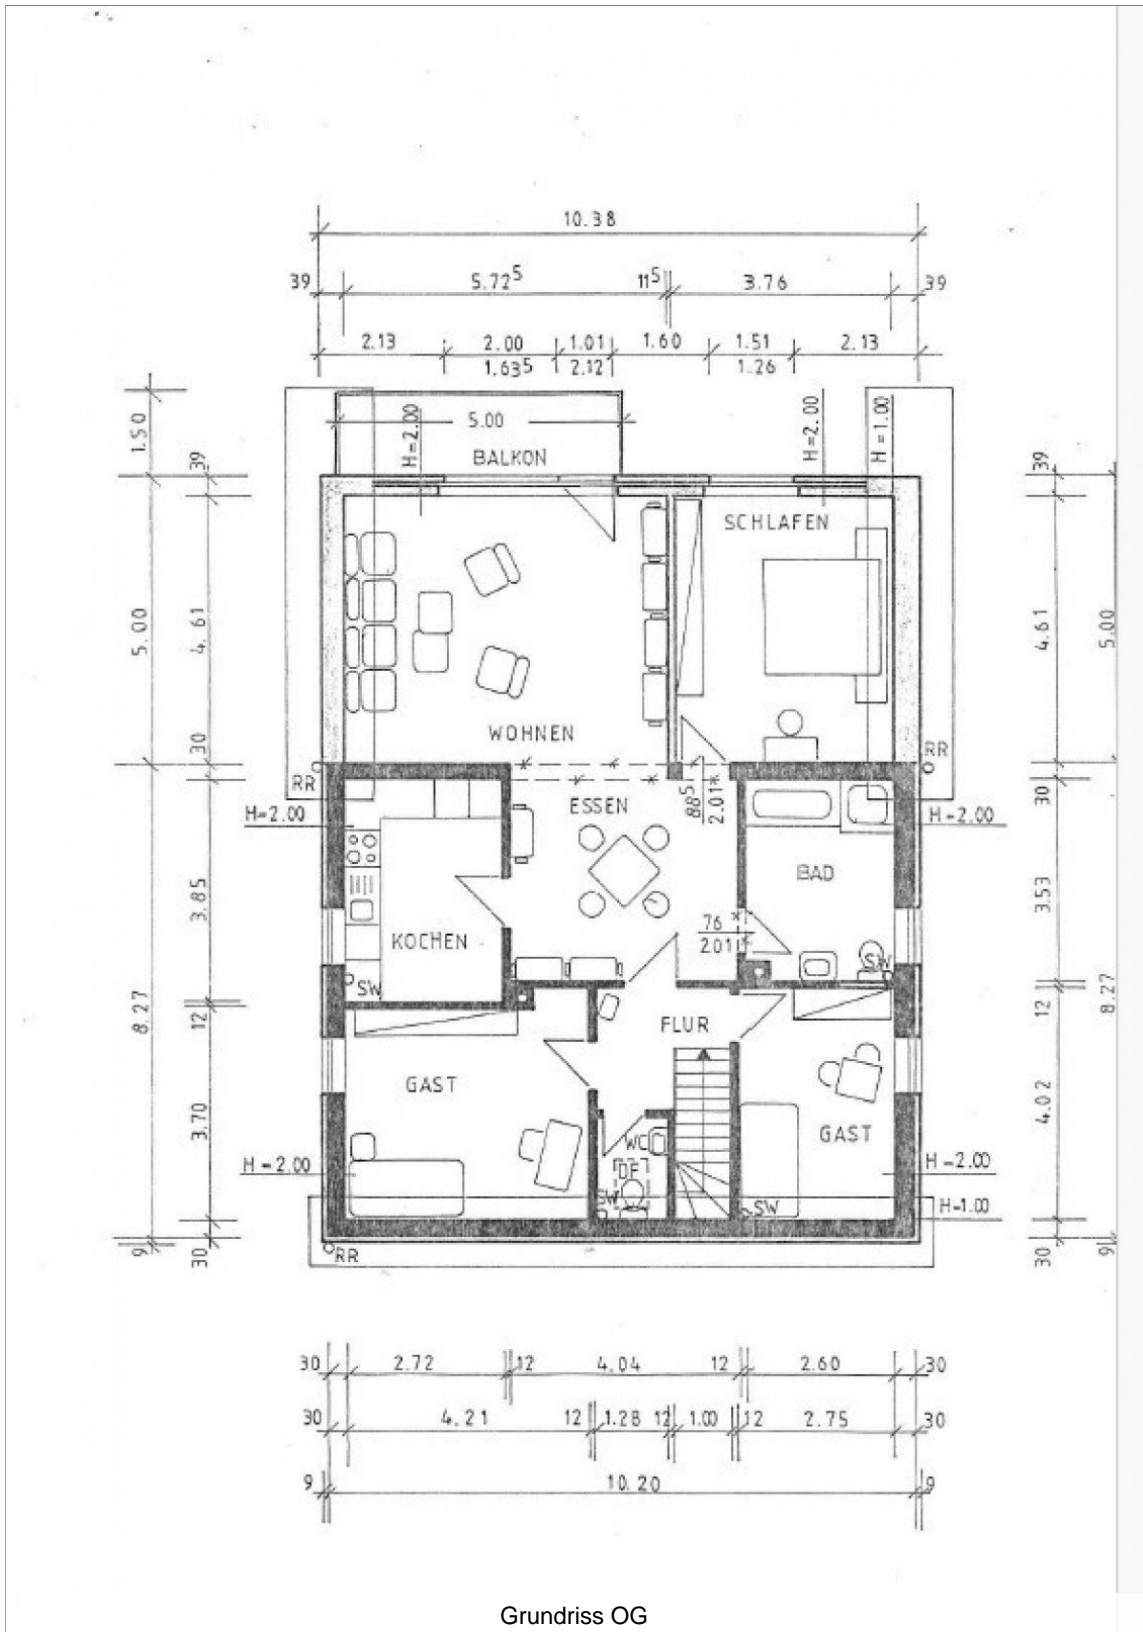 10.38
39 5.72⁵ 11⁵ 3.76 39
2.13 2.00 1.01 1.60 1.51 2.13
1.63⁵ 2.12 1.26
1.50
39
5.00
4.61
30
8.27
3.85
12
3.70
9
30
H=2.00
5.00
BALKON
H=2.00
H=1.00
SCHLAFEN
WOHNEN
RR
RR
ESSEN
88⁵
2.01
H=2.00
H=2.00
BAD
KOCHEN
76
2.01
SW
SW
FLUR
GAST
GAST
WC
DF
SW
SW
H=2.00
H=2.00
H=1.00
RR
39
4.61
5.00
30
3.53
12
8.27
4.02
30
9
30 2.72 12 4.04 12 2.60 30
30 4.21 12 1.28 12 1.00 12 2.75 30
9 10.20 9
Grundriss OG